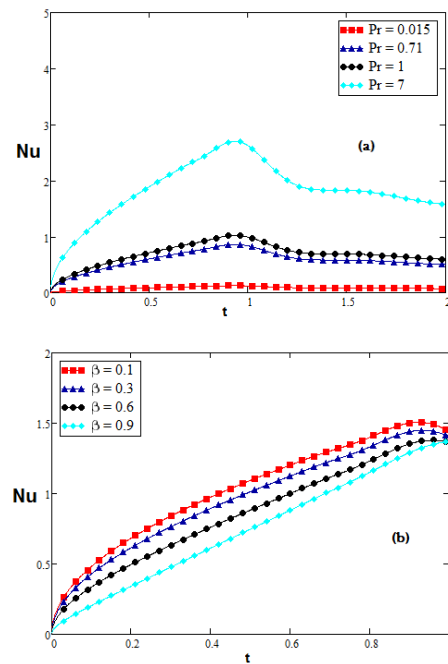 5
4
3
2
1
0
Nu
Pr = 0.015
Pr = 0.71
Pr = 1
Pr = 7
(a)
0 0.5 1 1.5 2
t
2
1.5
1
0.5
0
Nu
β = 0.1
β = 0.3
β = 0.6
β = 0.9
(b)
0.2 0.4 0.6 0.8
t